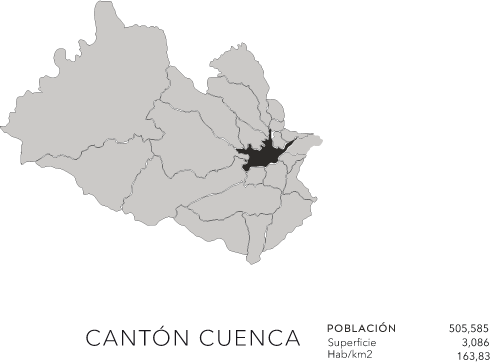 CANTÓN CUENCA
POBLACIÓN 505,585
Superficie 3,086
Hab/km2 163,83